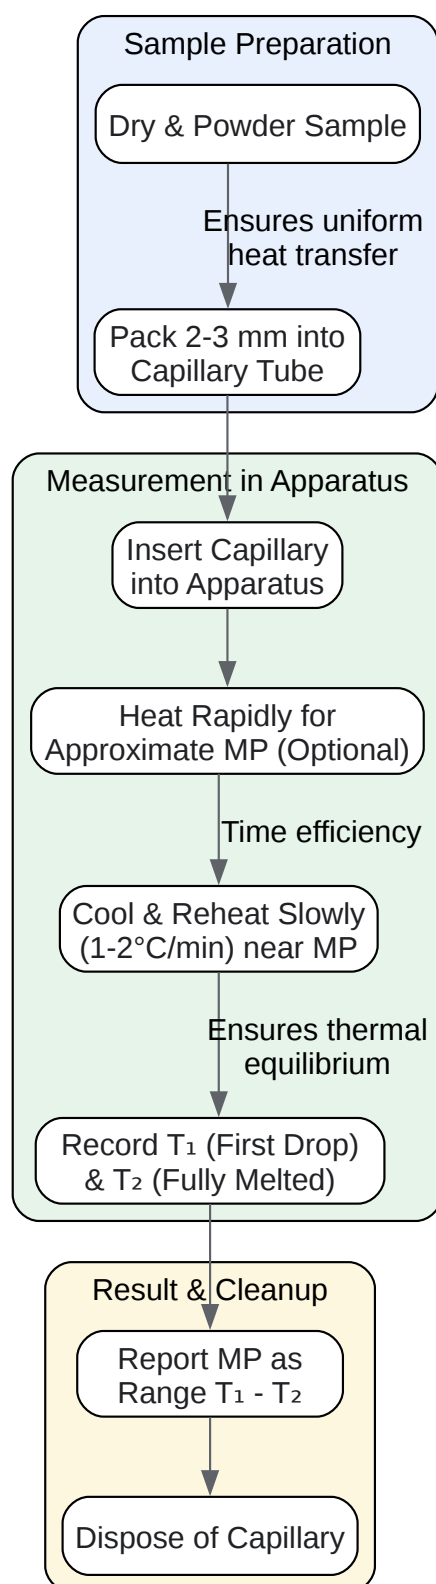 Sample Preparation
Dry & Powder Sample
Ensures uniform
heat transfer
Pack 2-3 mm into
Capillary Tube
Measurement in Apparatus
Insert Capillary
into Apparatus
Heat Rapidly for
Approximate MP (Optional)
Time efficiency
Cool & Reheat Slowly
(1-2°C/min) near MP
Ensures thermal
equilibrium
Record T₁ (First Drop)
& T₂ (Fully Melted)
Result & Cleanup
Report MP as
Range T₁ - T₂
Dispose of Capillary